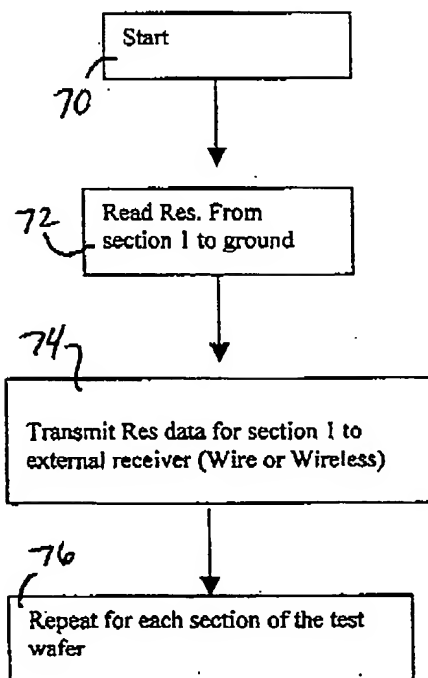 Start
70
72
Read Res. From
section 1 to ground
74
Transmit Res data for section 1 to
external receiver (Wire or Wireless)
76
Repeat for each section of the test
wafer